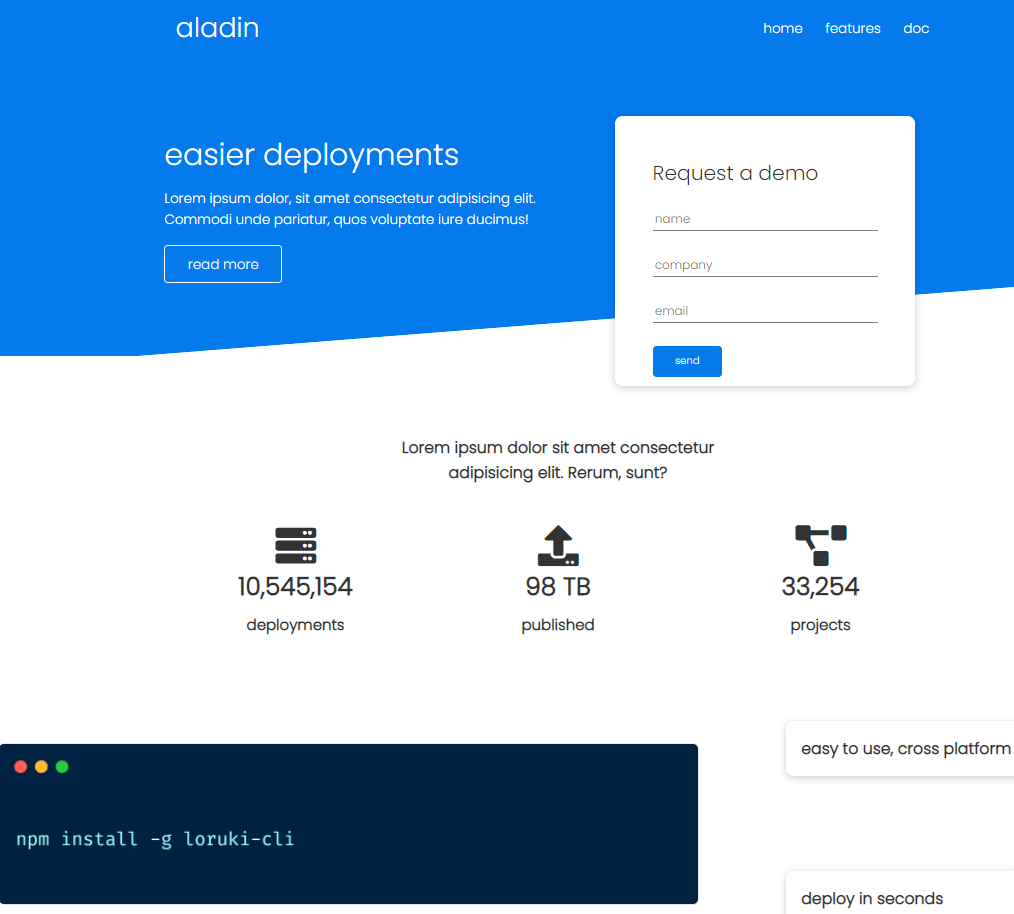 aladin
home features doc
easier deployments
Lorem ipsum dolor, sit amet consectetur adipisicing elit.
Commodi unde pariatur, quos voluptate iure ducimus!
read more
Request a demo
name
company
email
send
Lorem ipsum dolor sit amet consectetur
adipisicing elit. Rerum, sunt?
10,545,154
deployments
98 TB
published
33,254
projects
npm install -g loruki-cli
easy to use, cross platform
deploy in seconds